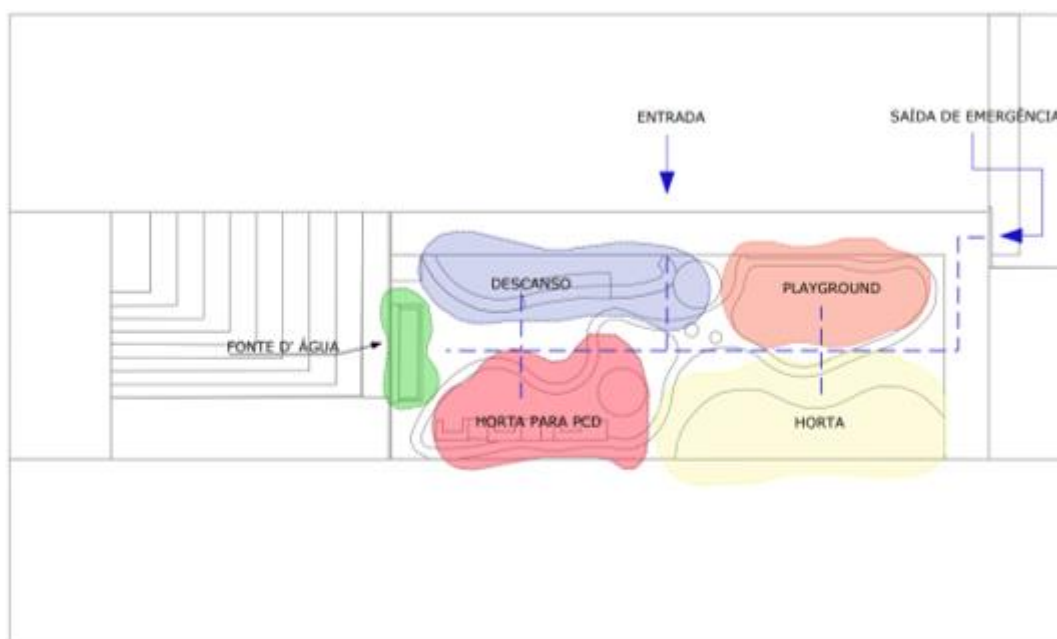 ENTRADA
SAÍDA DE EMERGÊNCIA
DESCANSO
PLAYGROUND
FONTE D' ÁGUA
HORTA PARA PCD
HORTA